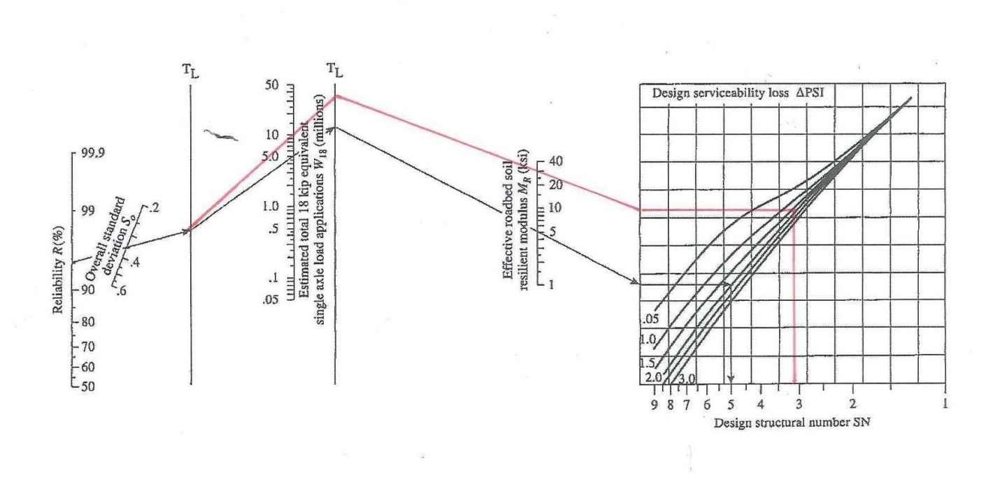 T_L
T_L
Reliability R(%)
99.9
99
90
80
70
60
50
Overall standard
deviation S_o
.2
.4
.6
50
10
5.0
1.0
.5
.1
.05
Estimated total 18 kip equivalent
single axle load applications W_18 (millions)
Effective roadbed soil
resilient modulus M_R (ksi)
40
20
10
5
1
Design serviceability loss ΔPSI
.05
1.0
1.5
2.0
3.0
9 8 7 6 5 4 3 2 1
Design structural number SN